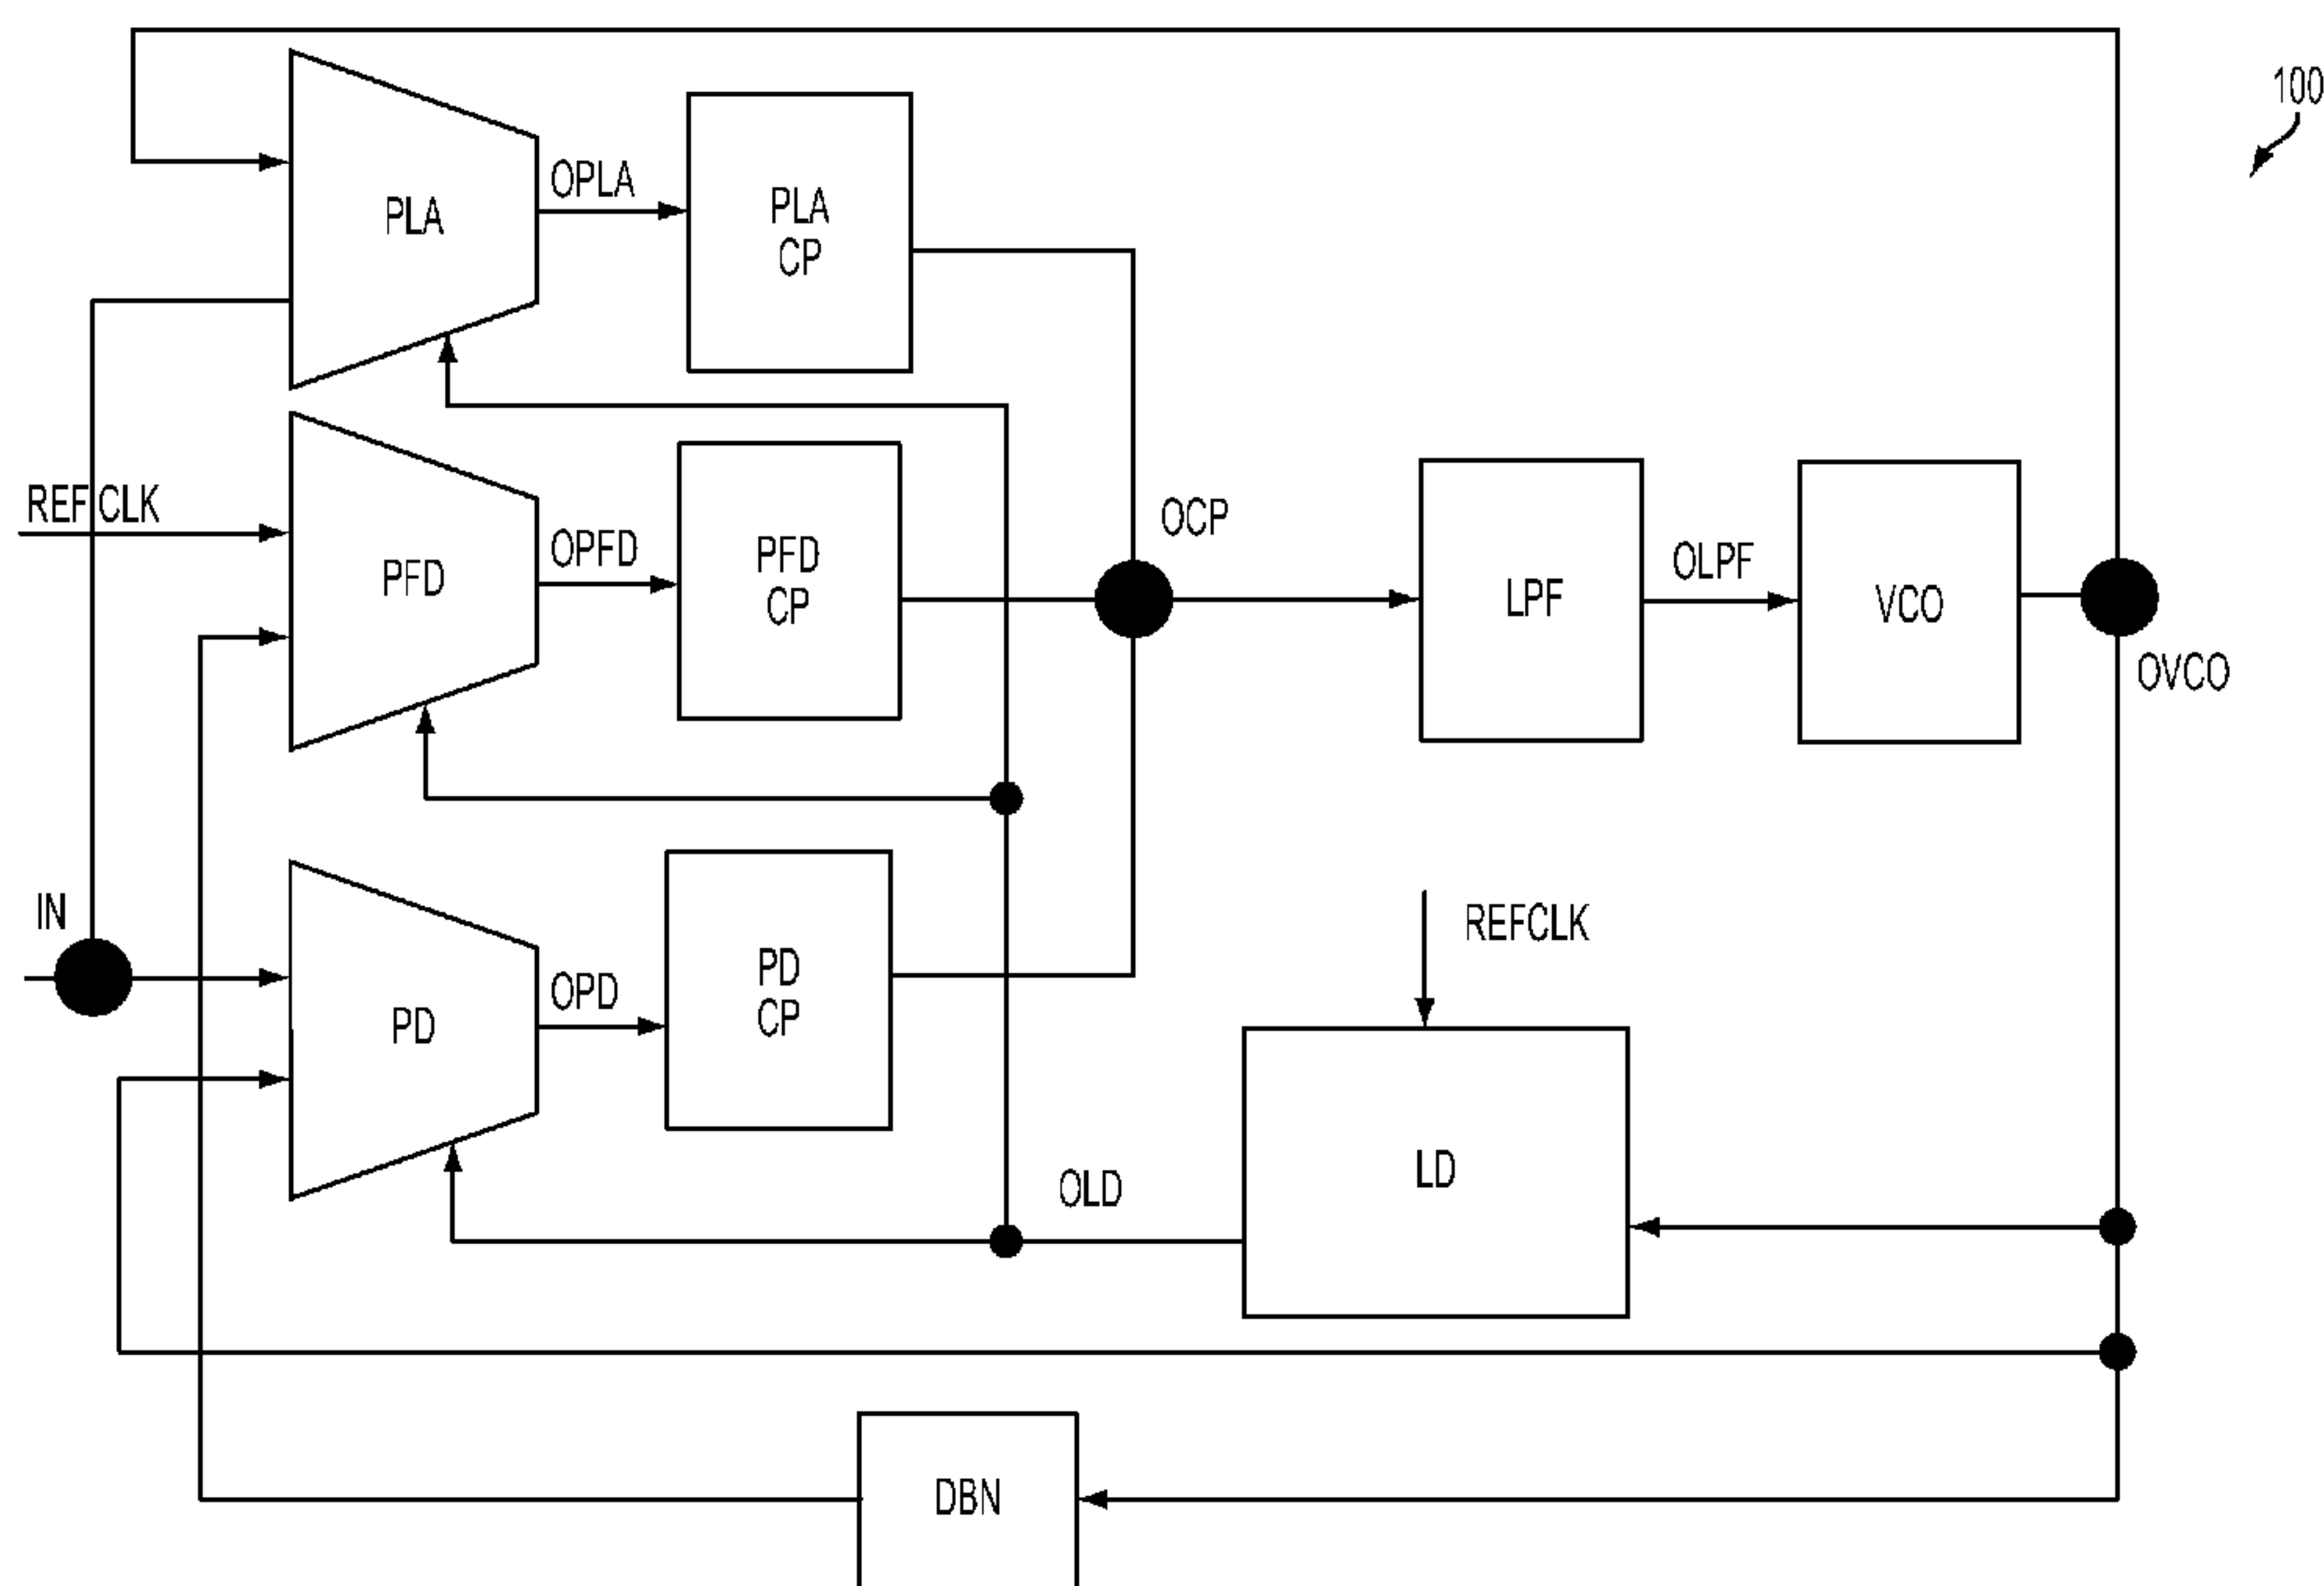 100
OPLA
PLA
PLA
CP
REF CLK
OCP
OPFD
PFD
PFD
CP
OLPF
LPF
VCO
OVCO
IN
REFCLK
OPD
PD
PD
CP
LD
OLD
DBN